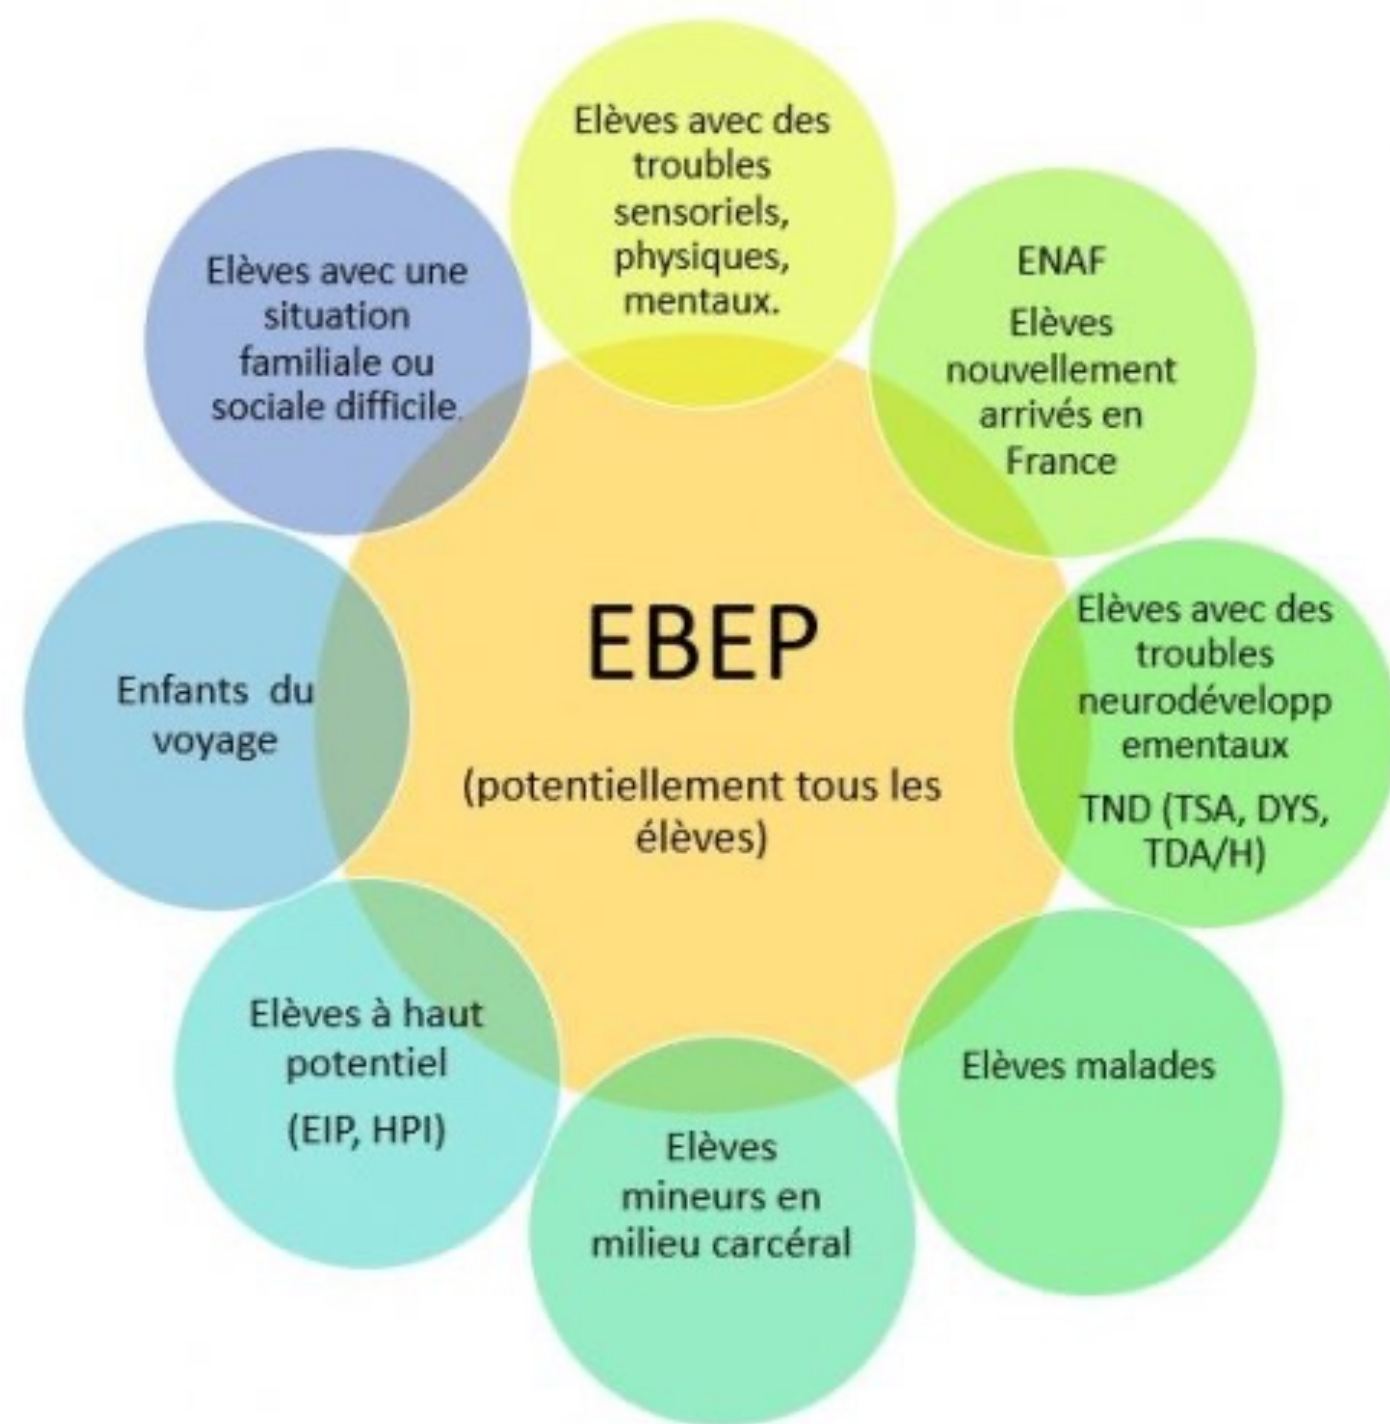 Elèves avec des
troubles
sensoriels,
physiques,
mentaux.
ENAF
Elèves
nouvellement
arrivés en
France
Elèves avec des
troubles
neurodévelopp
ementaux
TND (TSA, DYS,
TDA/H)
Elèves malades
Elèves
mineurs en
milieu carcéral
Elèves à haut
potentiel
(EIP, HPI)
Enfants du
voyage
Elèves avec une
situation
familiale ou
sociale difficile.
EBEP
(potentiellement tous les
élèves)